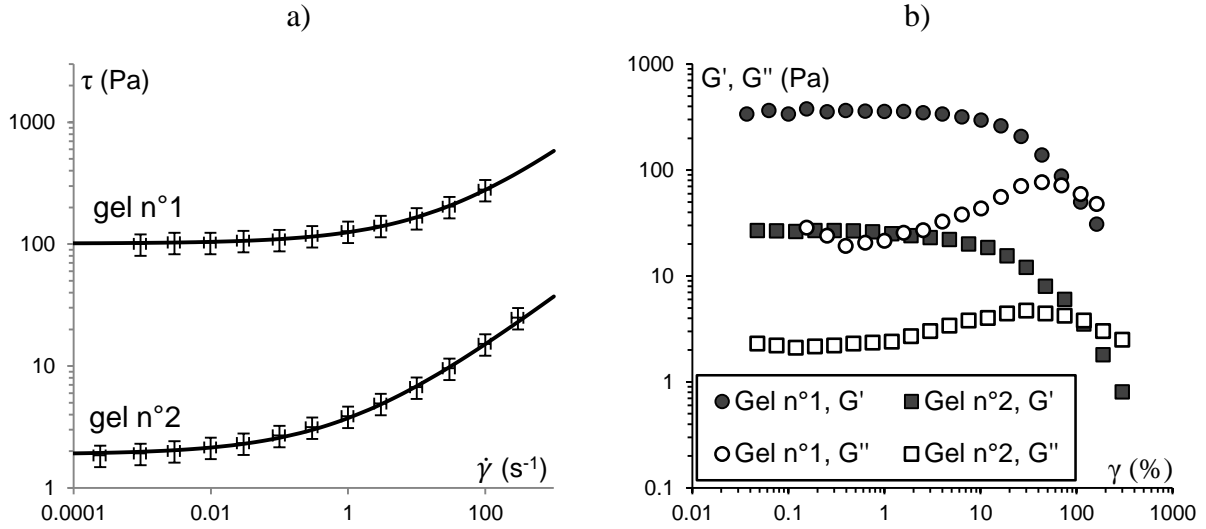 a)
τ (Pa)
1000
100
10
1
gel n°1
gel n°2
γ̇ (s-1)
0.0001
0.01
1
100
b)
G', G'' (Pa)
1000
100
10
1
0.1
Gel n°1, G'
Gel n°2, G'
Gel n°1, G''
Gel n°2, G''
γ (%)
0.01
0.1
1
10
100
1000